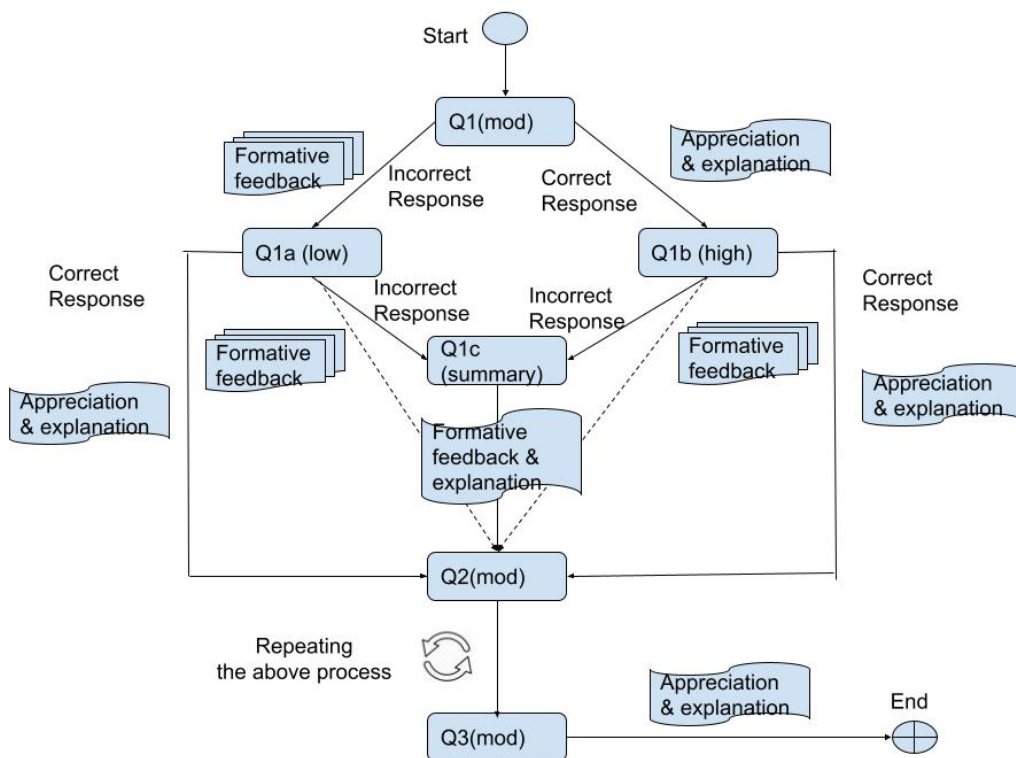 Start
Q1(mod)
Formative
feedback
Appreciation
& explanation
Incorrect
Response
Correct
Response
Q1a (low)
Q1b (high)
Correct
Response
Incorrect
Response
Incorrect
Response
Correct
Response
Formative
feedback
Q1c
(summary)
Formative
feedback
Appreciation
& explanation
Appreciation
& explanation
Formative
feedback &
explanation
Q2(mod)
Repeating
the above process
Appreciation
& explanation
End
Q3(mod)